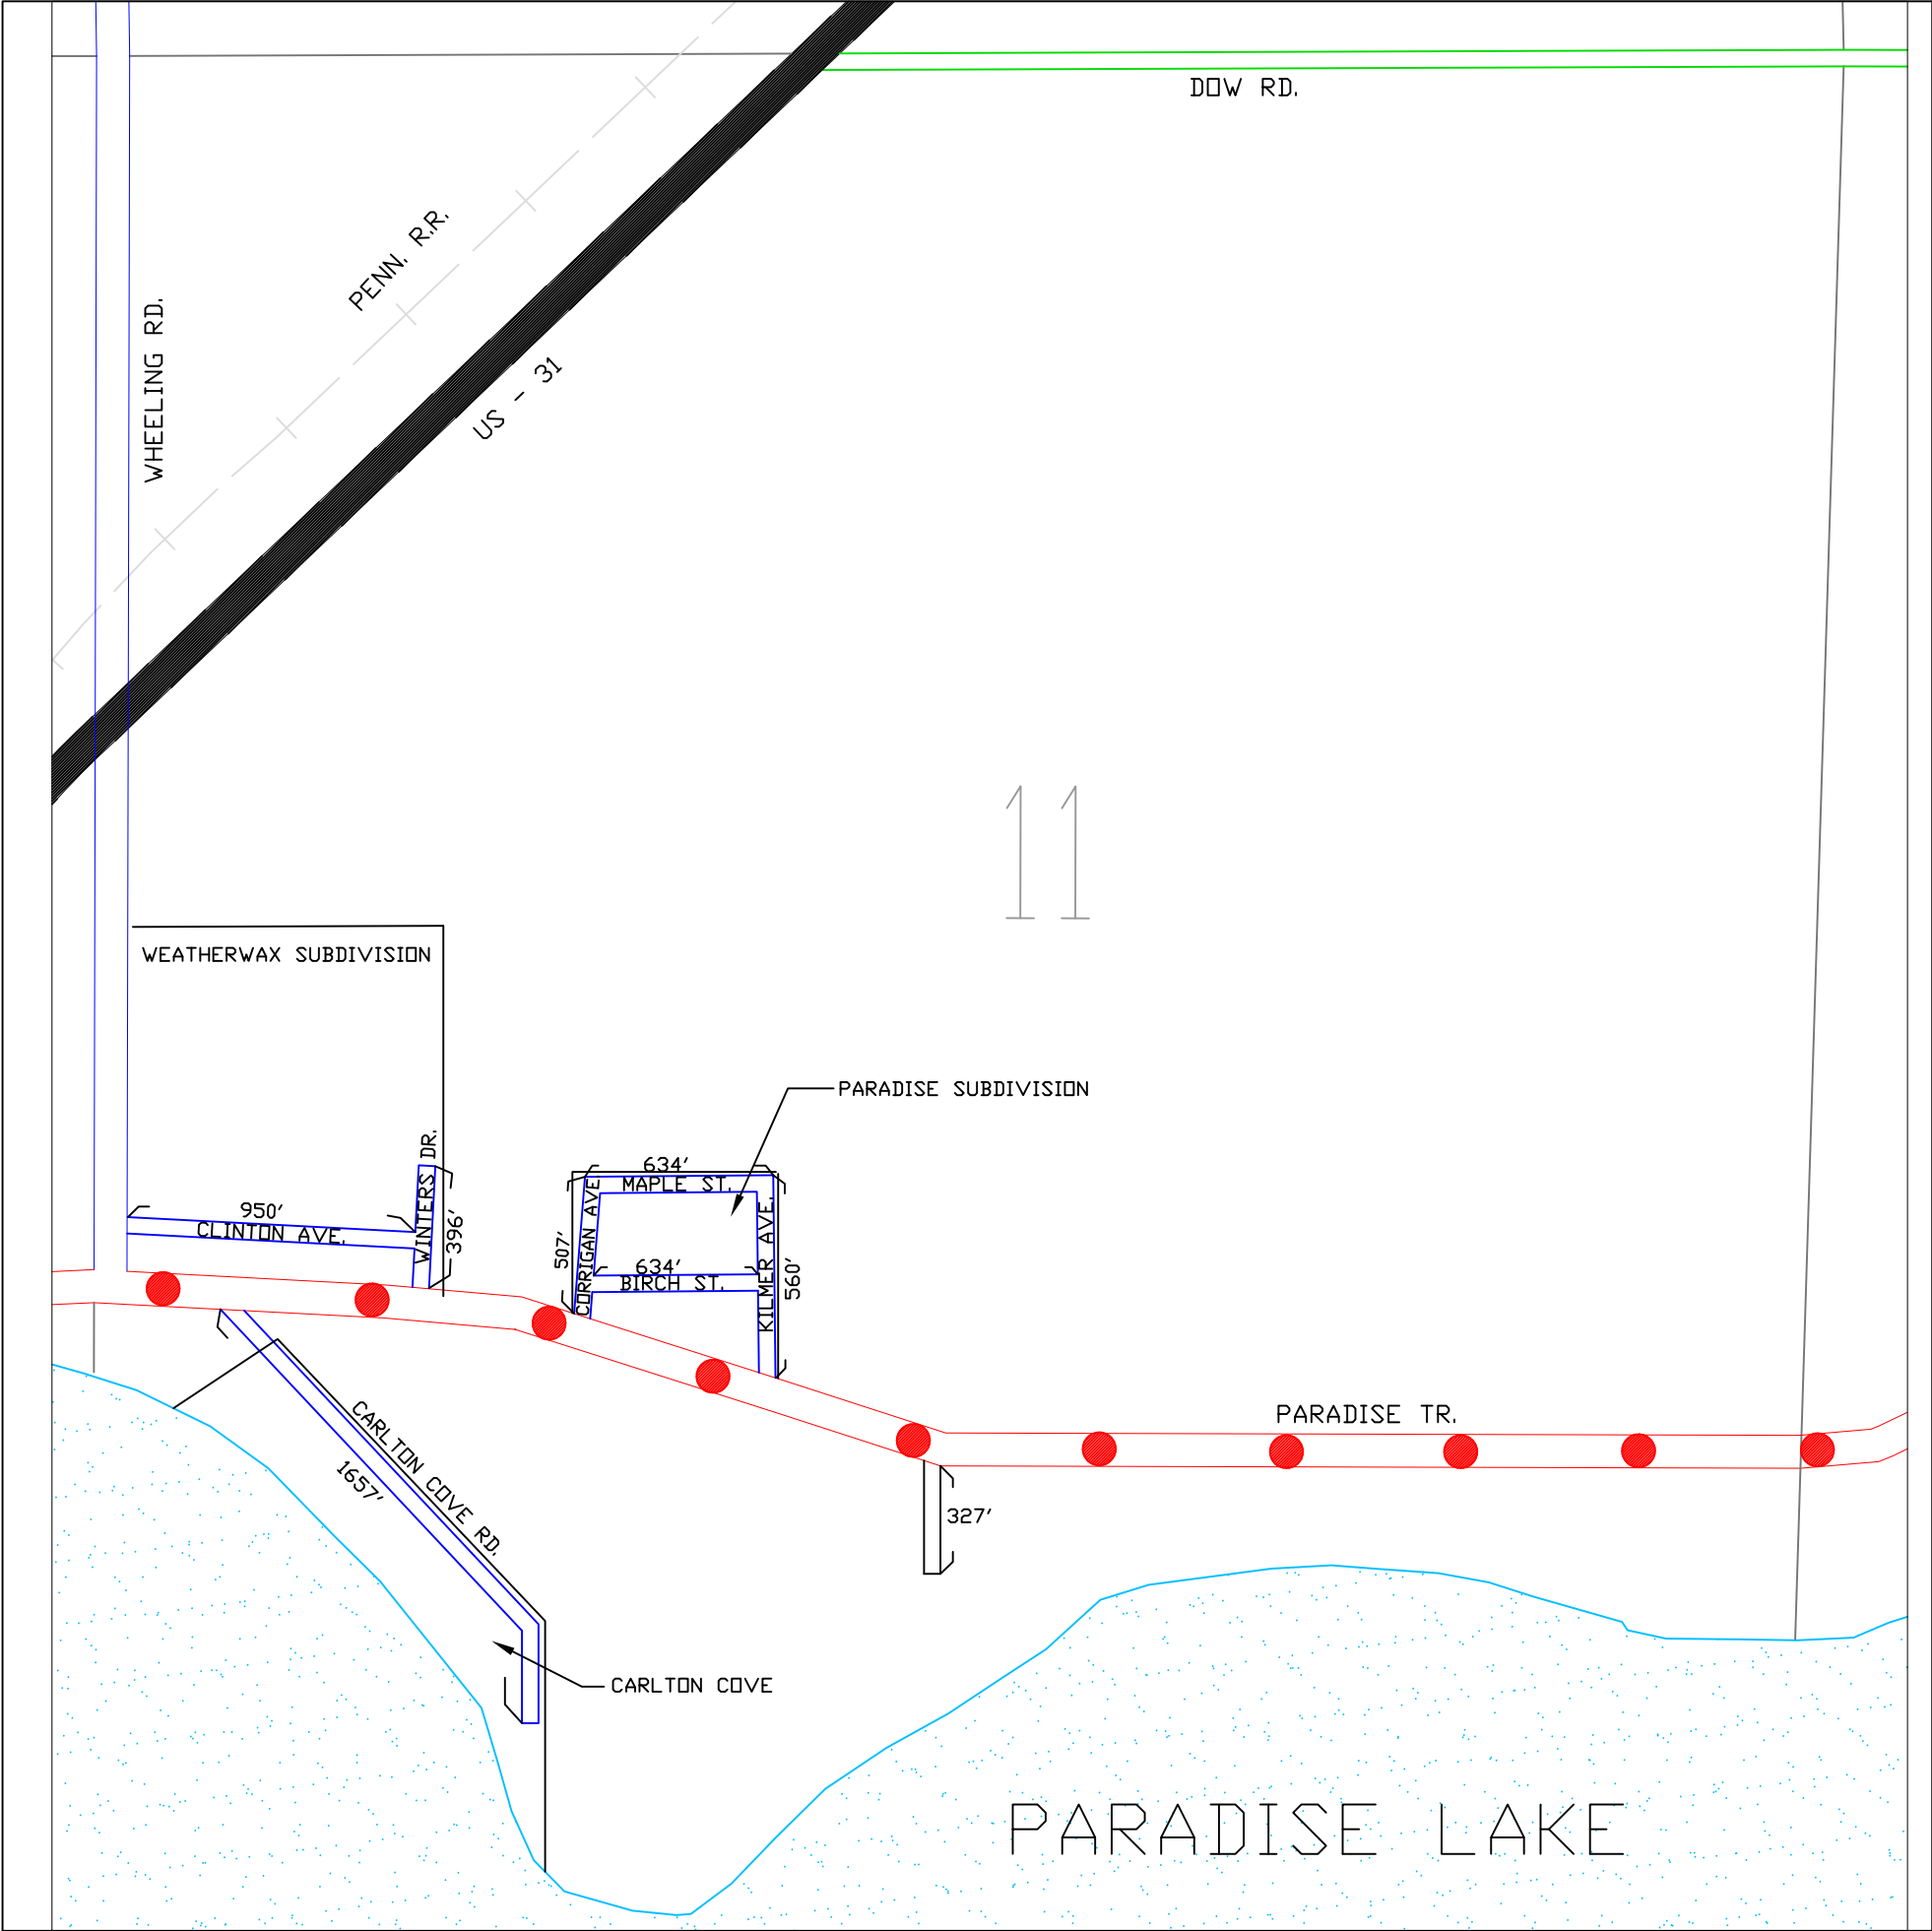 DOW RD.
PENN. R.R.
WHEELING RD.
US - 31
11
WEATHERWAX SUBDIVISION
PARADISE SUBDIVISION
WINTERS DR.
634'
MAPLE ST.
CORRIGAN AVE.
KILMER AVE.
950'
CLINTON AVE.
396'
507'
634'
BIRCH ST.
560'
PARADISE TR.
CARLTON COVE RD.
1657'
327'
CARLTON COVE
PARADISE LAKE